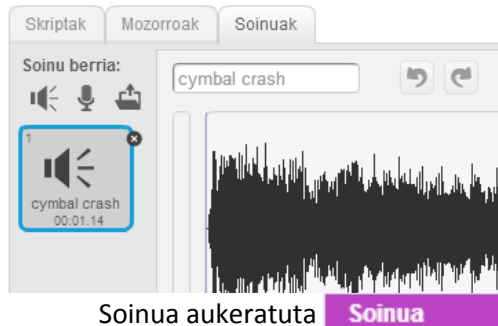 Skriptak Mozorroak Soinuak
Soinu berria:
cymbal crash
1
cymbal crash
00:01.14
Soinua aukeratuta Soinua